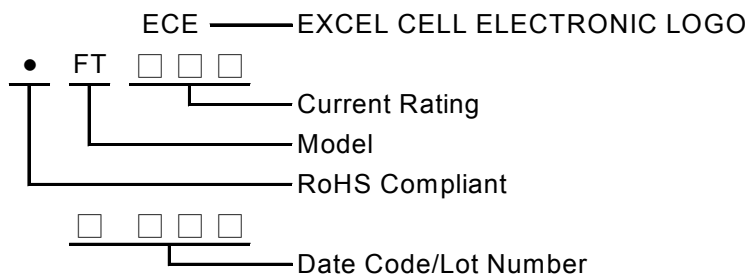 ECE EXCEL CELL ELECTRONIC LOGO
• FT □ □ □
Current Rating
Model
RoHS Compliant
□ □ □ □
Date Code/Lot Number